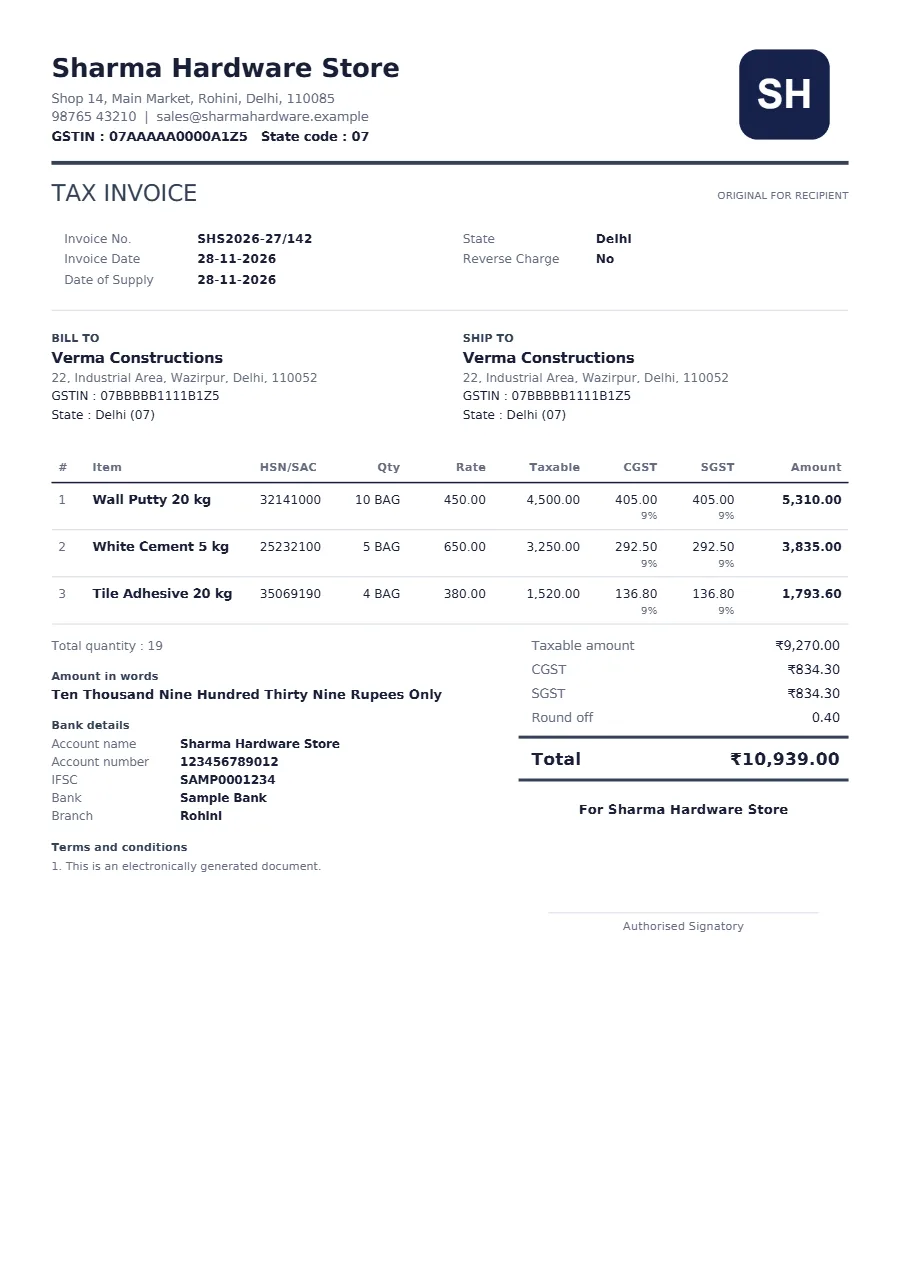 Sharma Hardware Store
SH
Shop 14, Main Market, Rohini, Delhi, 110085
98765 43210 | sales@sharmahardware.example
GSTIN : 07AAAAA0000A1Z5 State code : 07
TAX INVOICE
ORIGINAL FOR RECIPIENT
Invoice No. SHS2026-27/142
Invoice Date 28-11-2026
Date of Supply 28-11-2026
State Delhi
Reverse Charge No
BILL TO
Verma Constructions
22, Industrial Area, Wazirpur, Delhi, 110052
GSTIN : 07BBBBB1111B1Z5
State : Delhi (07)
SHIP TO
Verma Constructions
22, Industrial Area, Wazirpur, Delhi, 110052
GSTIN : 07BBBBB1111B1Z5
State : Delhi (07)
# Item HSN/SAC Qty Rate Taxable CGST SGST Amount
1 Wall Putty 20 kg 32141000 10 BAG 450.00 4,500.00 405.00 405.00 5,310.00
9% 9%
2 White Cement 5 kg 25232100 5 BAG 650.00 3,250.00 292.50 292.50 3,835.00
9% 9%
3 Tile Adhesive 20 kg 35069190 4 BAG 380.00 1,520.00 136.80 136.80 1,793.60
9% 9%
Total quantity : 19
Amount in words
Ten Thousand Nine Hundred Thirty Nine Rupees Only
Bank details
Account name Sharma Hardware Store
Account number 123456789012
IFSC SAMP0001234
Bank Sample Bank
Branch Rohini
Terms and conditions
1. This is an electronically generated document.
Taxable amount ₹9,270.00
CGST ₹834.30
SGST ₹834.30
Round off 0.40
Total ₹10,939.00
For Sharma Hardware Store
Authorised Signatory